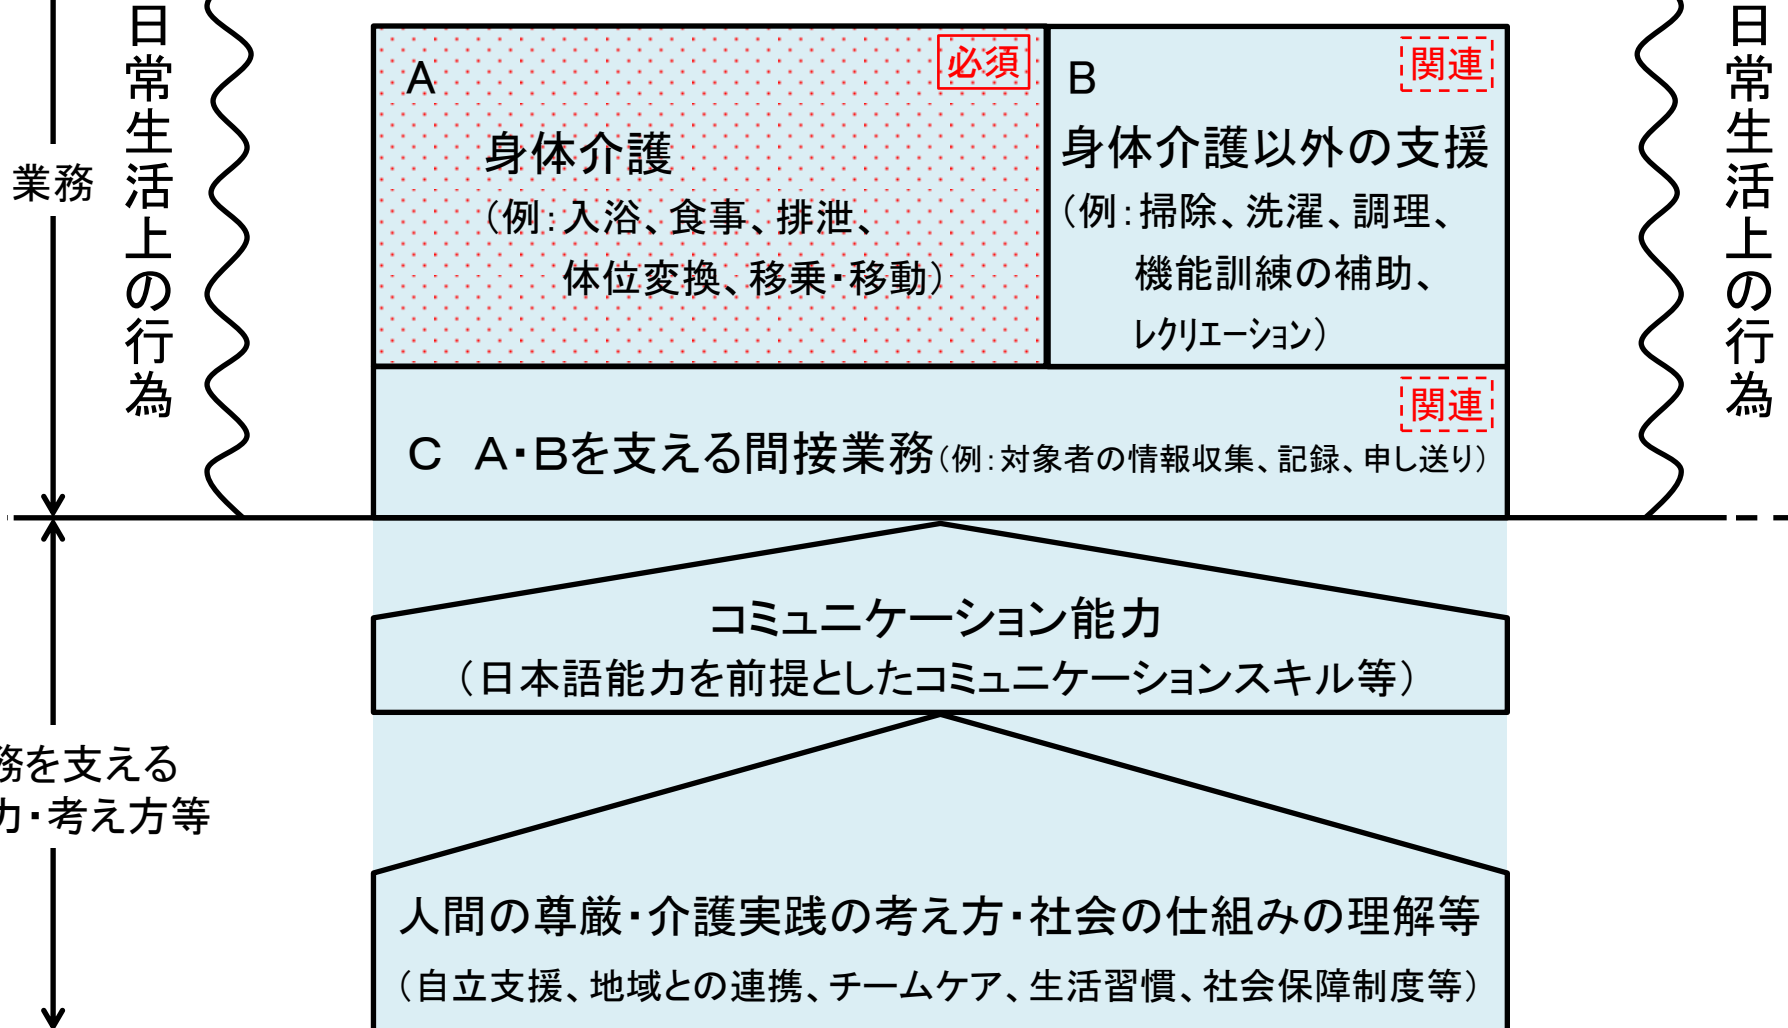 日常生活上の行為
業務
A
必須
身体介護
(例:入浴、食事、排泄、
体位変換、移乗・移動)
B
関連
身体介護以外の支援
(例:掃除、洗濯、調理、
機能訓練の補助、
レクリエーション)
日常生活上の行為
関連
C A・Bを支える間接業務(例:対象者の情報収集、記録、申し送り)
コミュニケーション能力
(日本語能力を前提としたコミュニケーションスキル等)
務を支える
力・考え方等
人間の尊厳・介護実践の考え方・社会の仕組みの理解等
(自立支援、地域との連携、チームケア、生活習慣、社会保障制度等)